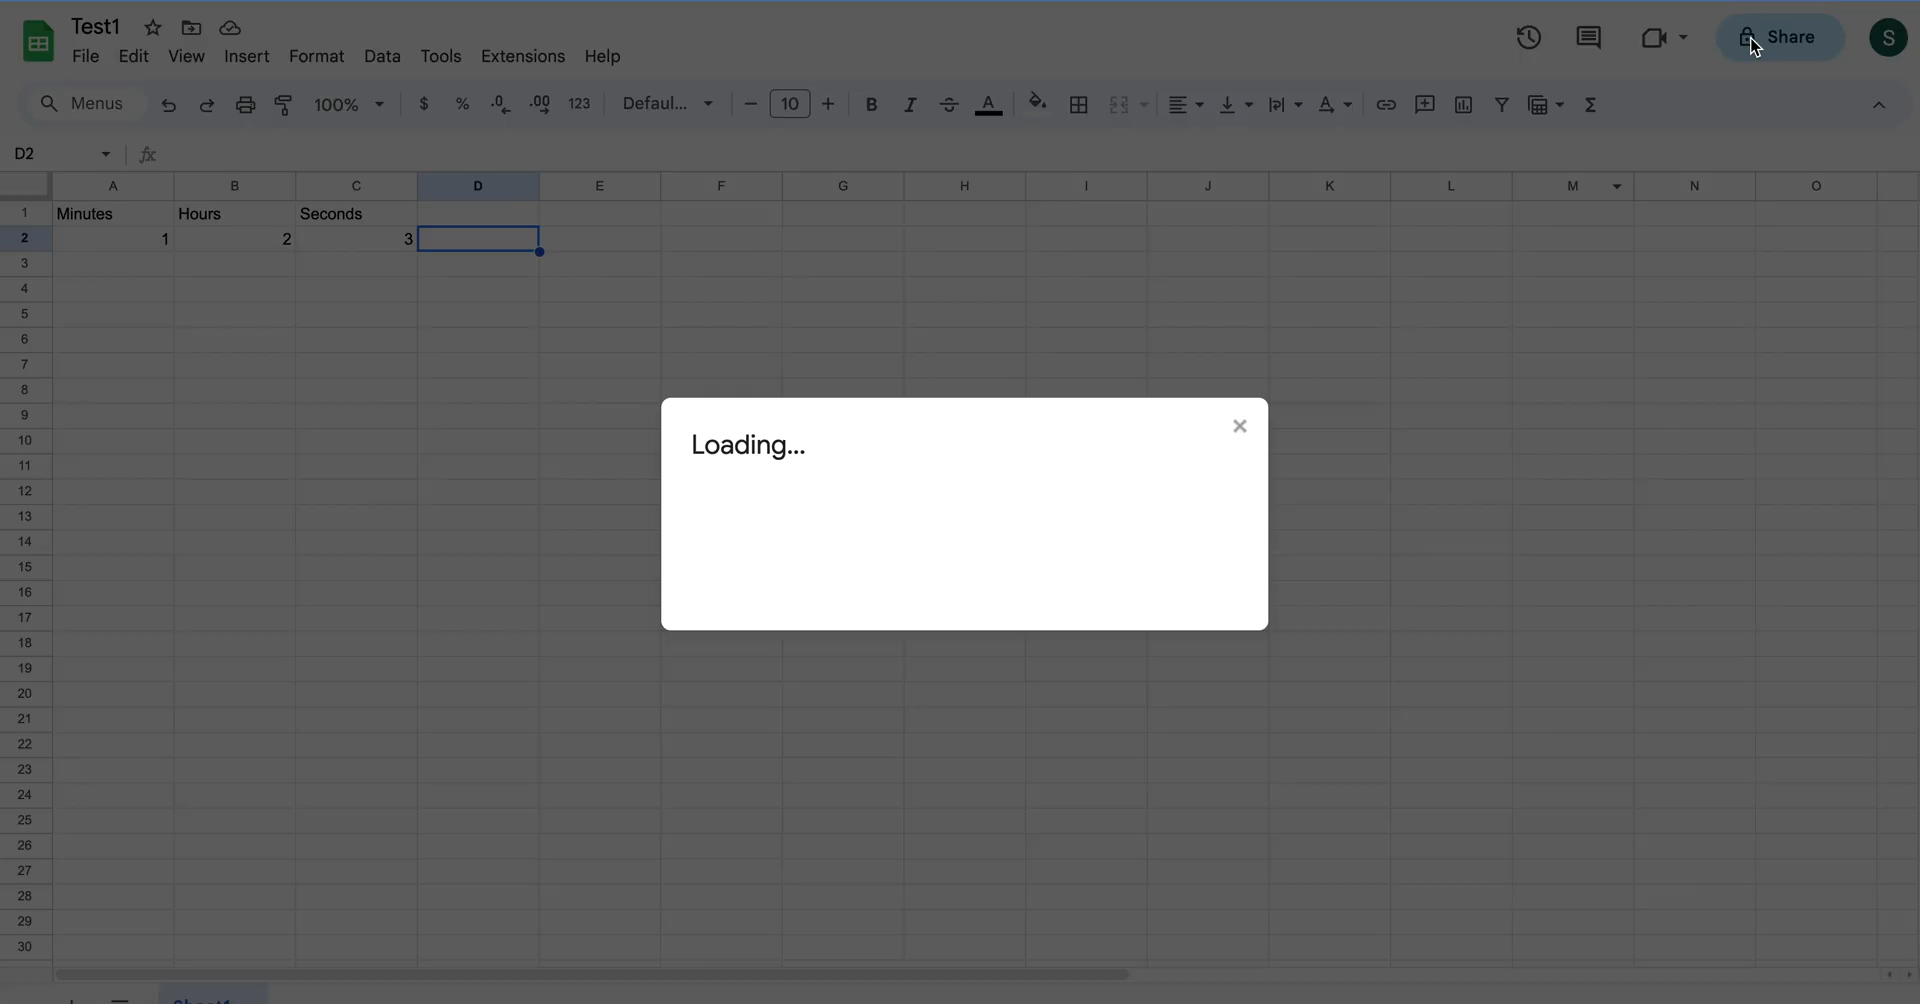 Test1
File Edit View Insert Format Data Tools Extensions Help
Share
S
Menus 100% $ % .0 .00 123 Defaul... 10 B I S A A Σ
D2 fx
A B C D E F G H I J K L M N O
1 Minutes Hours Seconds
2 1 2 3
3
4
5
6
7
8
9
10
11
12
13
14
15
16
17
18
19
20
21
22
23
24
25
26
27
28
29
30
Loading...
Sheet1